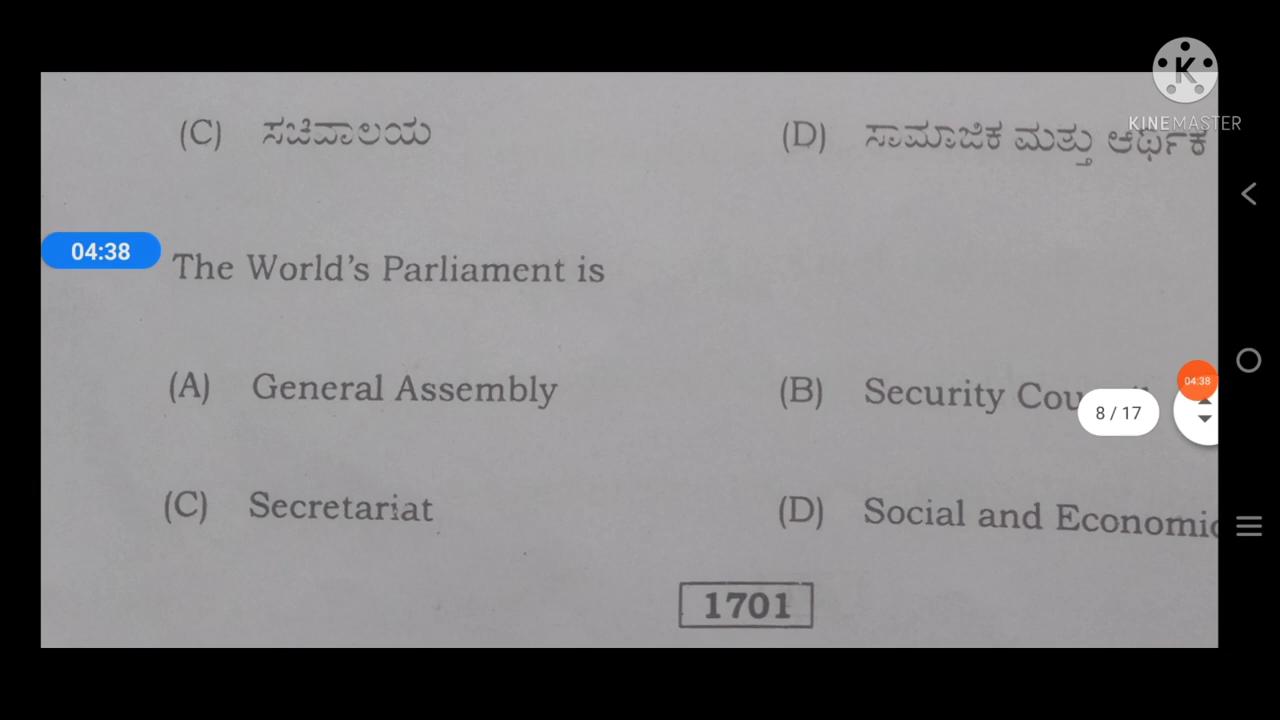 KINEMASTER
(C) ಸಚಿವಾಲಯ (D) ಸಾಮಾಜಿಕ ಮತ್ತು ಆರ್ಥಿಕ
04:38
The World's Parliament is
(A) General Assembly (B) Security
04:38
8 / 17
(C) Secretariat (D) Social and Economic
1701